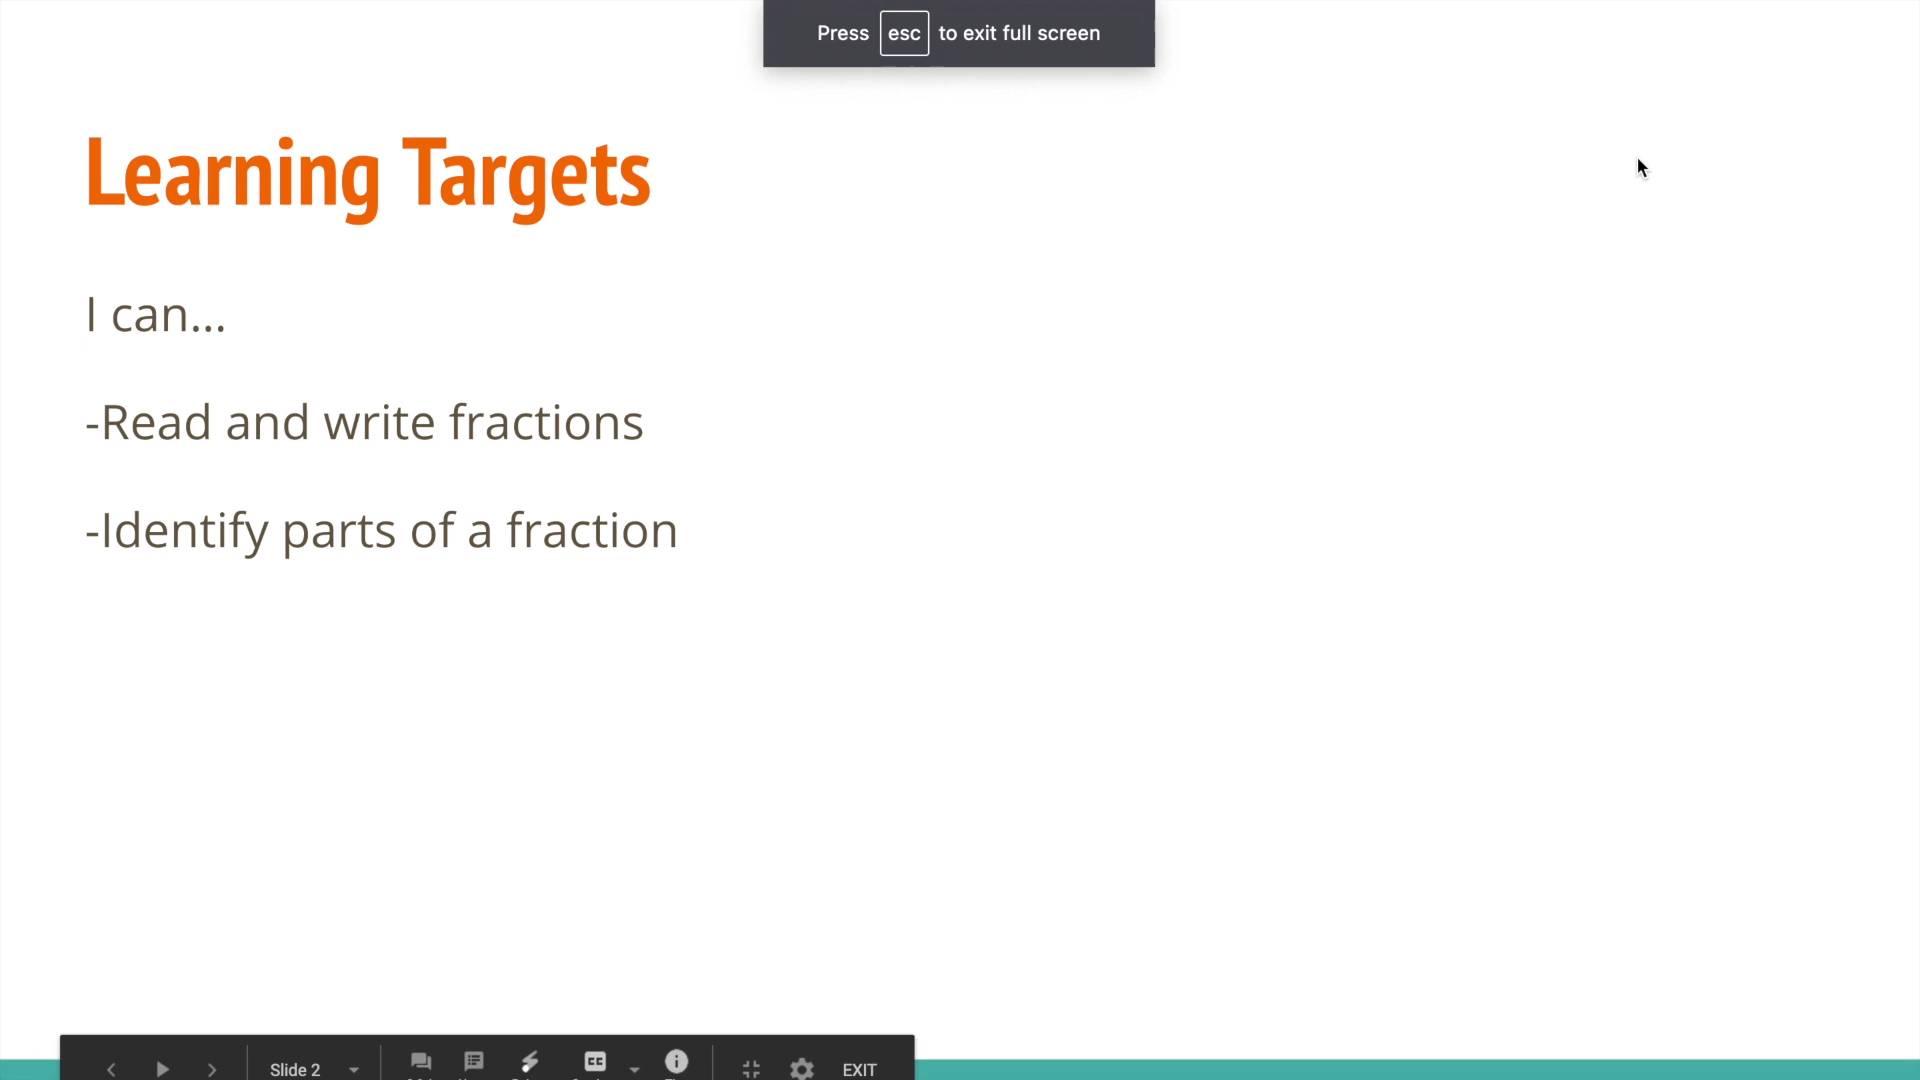 Press esc to exit full screen
Learning Targets
I can...
-Read and write fractions
-Identify parts of a fraction
Slide 2 CC EXIT